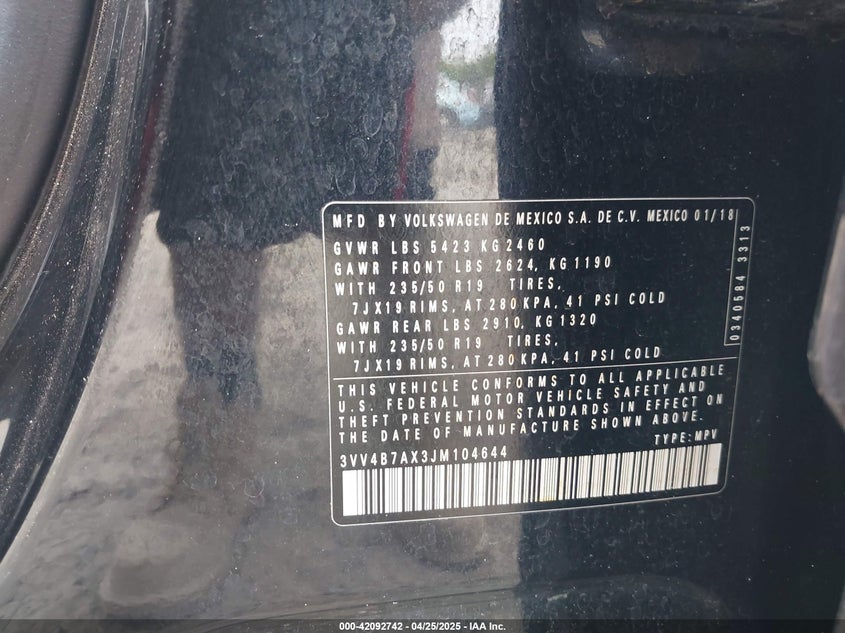 MFD BY VOLKSWAGEN DE MEXICO S.A. DE C.V. MEXICO 01/18
GVWR LBS 5423 KG 2460
GAWR FRONT LBS 2624, KG 1190
WITH 235/50 R19 TIRES,
7JX19 RIMS, AT 280 KPA, 41 PSI COLD
GAWR REAR LBS 2910, KG 1320
WITH 235/50 R19 TIRES,
7JX19 RIMS, AT 280 KPA, 41 PSI COLD
0340584 3313
THIS VEHICLE CONFORMS TO ALL APPLICABLE
U.S. FEDERAL MOTOR VEHICLE SAFETY AND
THEFT PREVENTION STANDARDS IN EFFECT ON
THE DATE OF MANUFACTURE SHOWN ABOVE.
TYPE: MPV
3VV4B7AX3JM104644
000-42092742 - 04/25/2025 - IAA Inc.